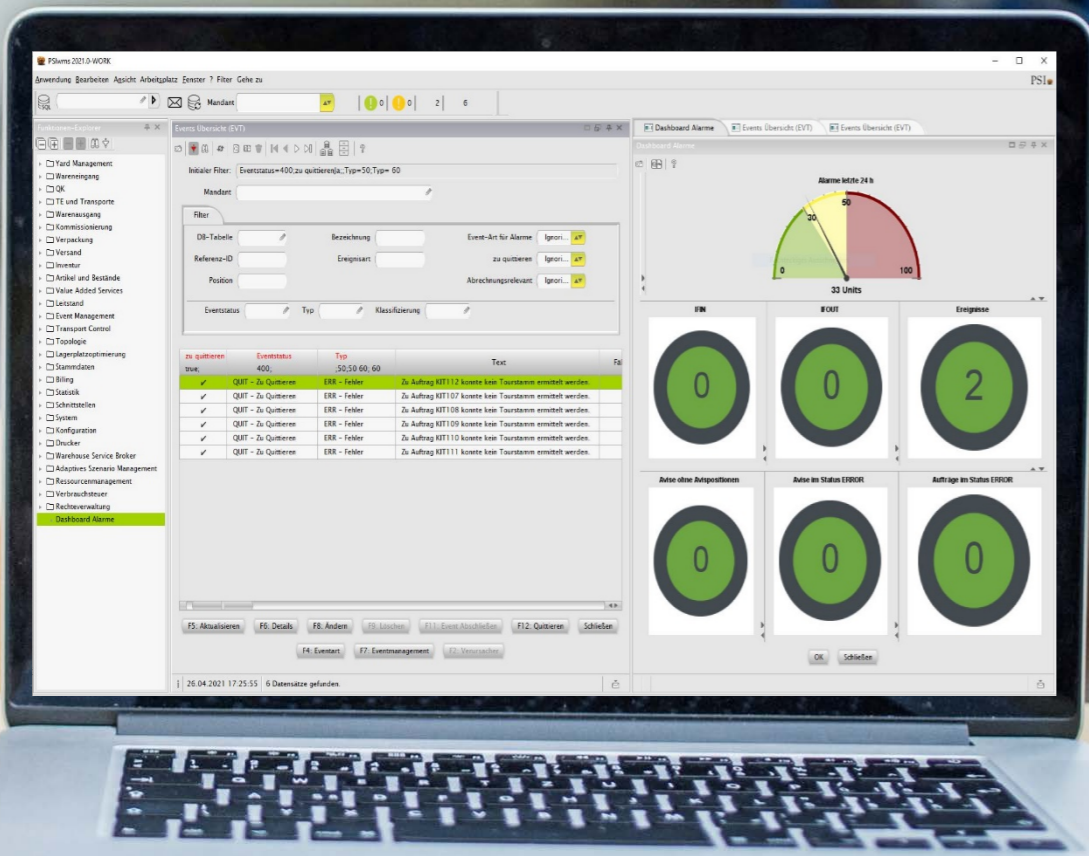 PSIwms 2021.0-WORK
Anwendung Bearbeiten Ansicht Arbeitsplatz Fenster ? Filter Gehe zu
PSI
SQL
Mandant
0
0
2
6
Funktionen-Explorer
Yard Management
Wareneingang
QK
TE und Transporte
Warenausgang
Kommissionierung
Verpackung
Versand
Inventur
Artikel und Bestände
Value Added Services
Leitstand
Event Management
Transport Control
Topologie
Lagerplatzoptimierung
Stammdaten
Billing
Statistik
Schnittstellen
System
Konfiguration
Drucker
Warehouse Service Broker
Adaptives Szenario Management
Ressourcenmanagement
Verbrauchsteuer
Rechteverwaltung
Dashboard Alarme
Events Übersicht (EVT)
Initialer Filter: Eventstatus=400;zu quittieren|Ja;;Typ=50;Typ= 60
Mandant
Filter
DB-Tabelle Bezeichnung Event-Art für Alarme Ignori...
Referenz-ID Ereignisart zu quittieren Ignori...
Position Abrechnungsrelevant Ignori...
Eventstatus Typ Klassifizierung
zu quittieren Eventstatus Typ Text Fa
true; 400; ;50;50 60; 60
✔ QUIT - Zu Quittieren ERR - Fehler Zu Auftrag KIT112 konnte kein Tourstamm ermittelt werden.
✔ QUIT - Zu Quittieren ERR - Fehler Zu Auftrag KIT107 konnte kein Tourstamm ermittelt werden.
✔ QUIT - Zu Quittieren ERR - Fehler Zu Auftrag KIT108 konnte kein Tourstamm ermittelt werden.
✔ QUIT - Zu Quittieren ERR - Fehler Zu Auftrag KIT109 konnte kein Tourstamm ermittelt werden.
✔ QUIT - Zu Quittieren ERR - Fehler Zu Auftrag KIT110 konnte kein Tourstamm ermittelt werden.
✔ QUIT - Zu Quittieren ERR - Fehler Zu Auftrag KIT111 konnte kein Tourstamm ermittelt werden.
F5: Aktualisieren F6: Details F8: Ändern F9: Löschen F11: Event Abschließen F12: Quittieren Schließen
F4: Eventart F7: Eventmanagement F2: Verursacher
26.04.2021 17:25:55 6 Datensätze gefunden.
Dashboard Alarme Events Übersicht (EVT) Events Übersicht (EVT)
Dashboard Alarme
Alarme letzte 24 h
50
30
0 100
33 Units
IFIN IFOUT Ereignisse
0 0 2
Avise ohne Avispositionen Avise im Status ERROR Aufträge im Status ERROR
0 0 0
OK Schließen